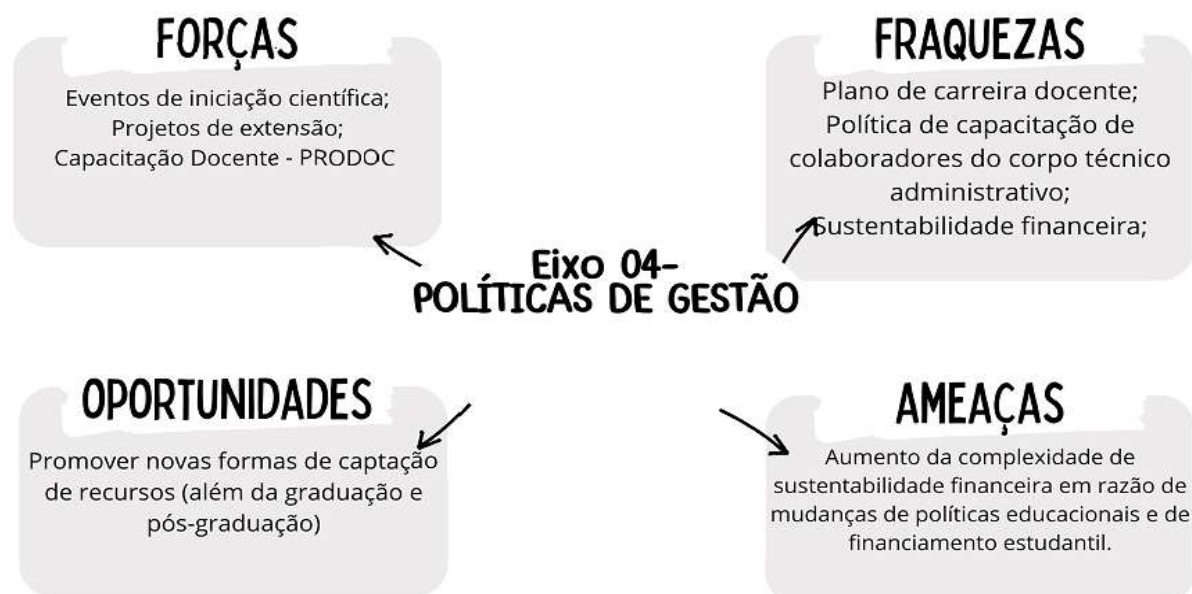 FORÇAS
Eventos de iniciação científica;
Projetos de extensão;
Capacitação Docente - PRODOC
FRAQUEZAS
Plano de carreira docente;
Política de capacitação de
colaboradores do corpo técnico
administrativo;
Sustentabilidade financeira;
Eixo 04-
POLÍTICAS DE GESTÃO
OPORTUNIDADES
Promover novas formas de captação
de recursos (além da graduação e
pós-graduação)
AMEAÇAS
Aumento da complexidade de
sustentabilidade financeira em razão de
mudanças de políticas educacionais e de
financiamento estudantil.